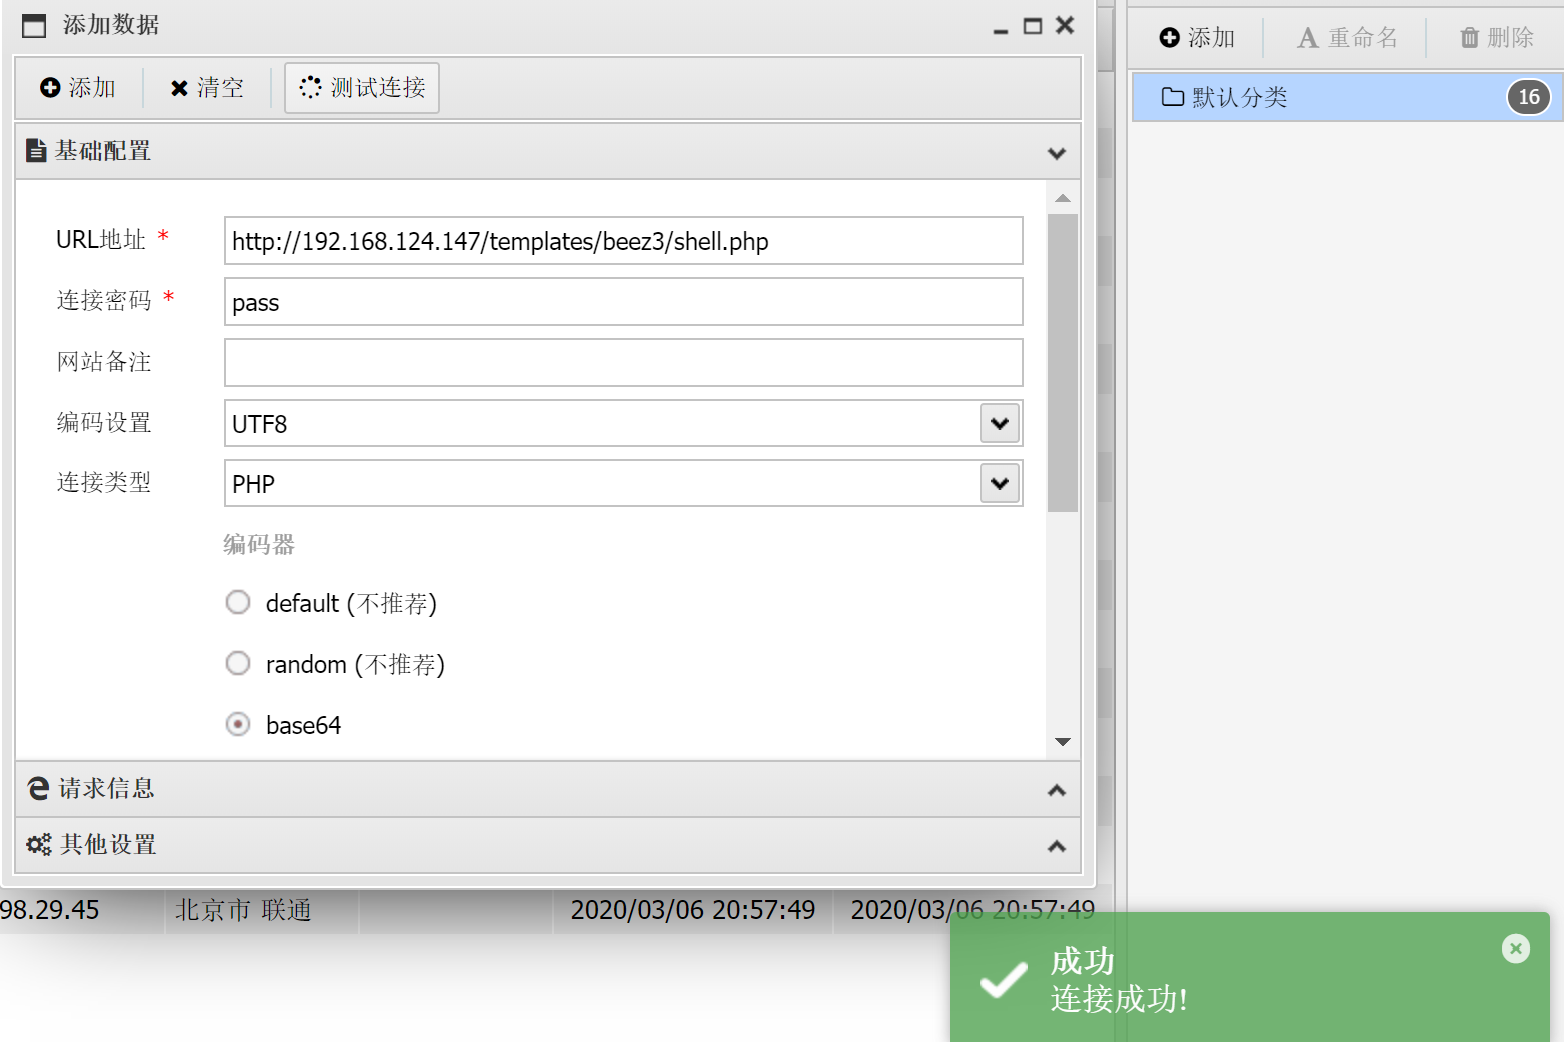 添加数据
添加 清空 测试连接
基础配置
URL地址 * http://192.168.124.147/templates/beez3/shell.php
连接密码 * pass
网站备注
编码设置 UTF8
连接类型 PHP
编码器
default (不推荐)
random (不推荐)
base64
请求信息
其他设置
98.29.45 北京市 联通 2020/03/06 20:57:49 2020/03/06 20:57:49
添加 重命名 删除
默认分类 16
成功
连接成功!